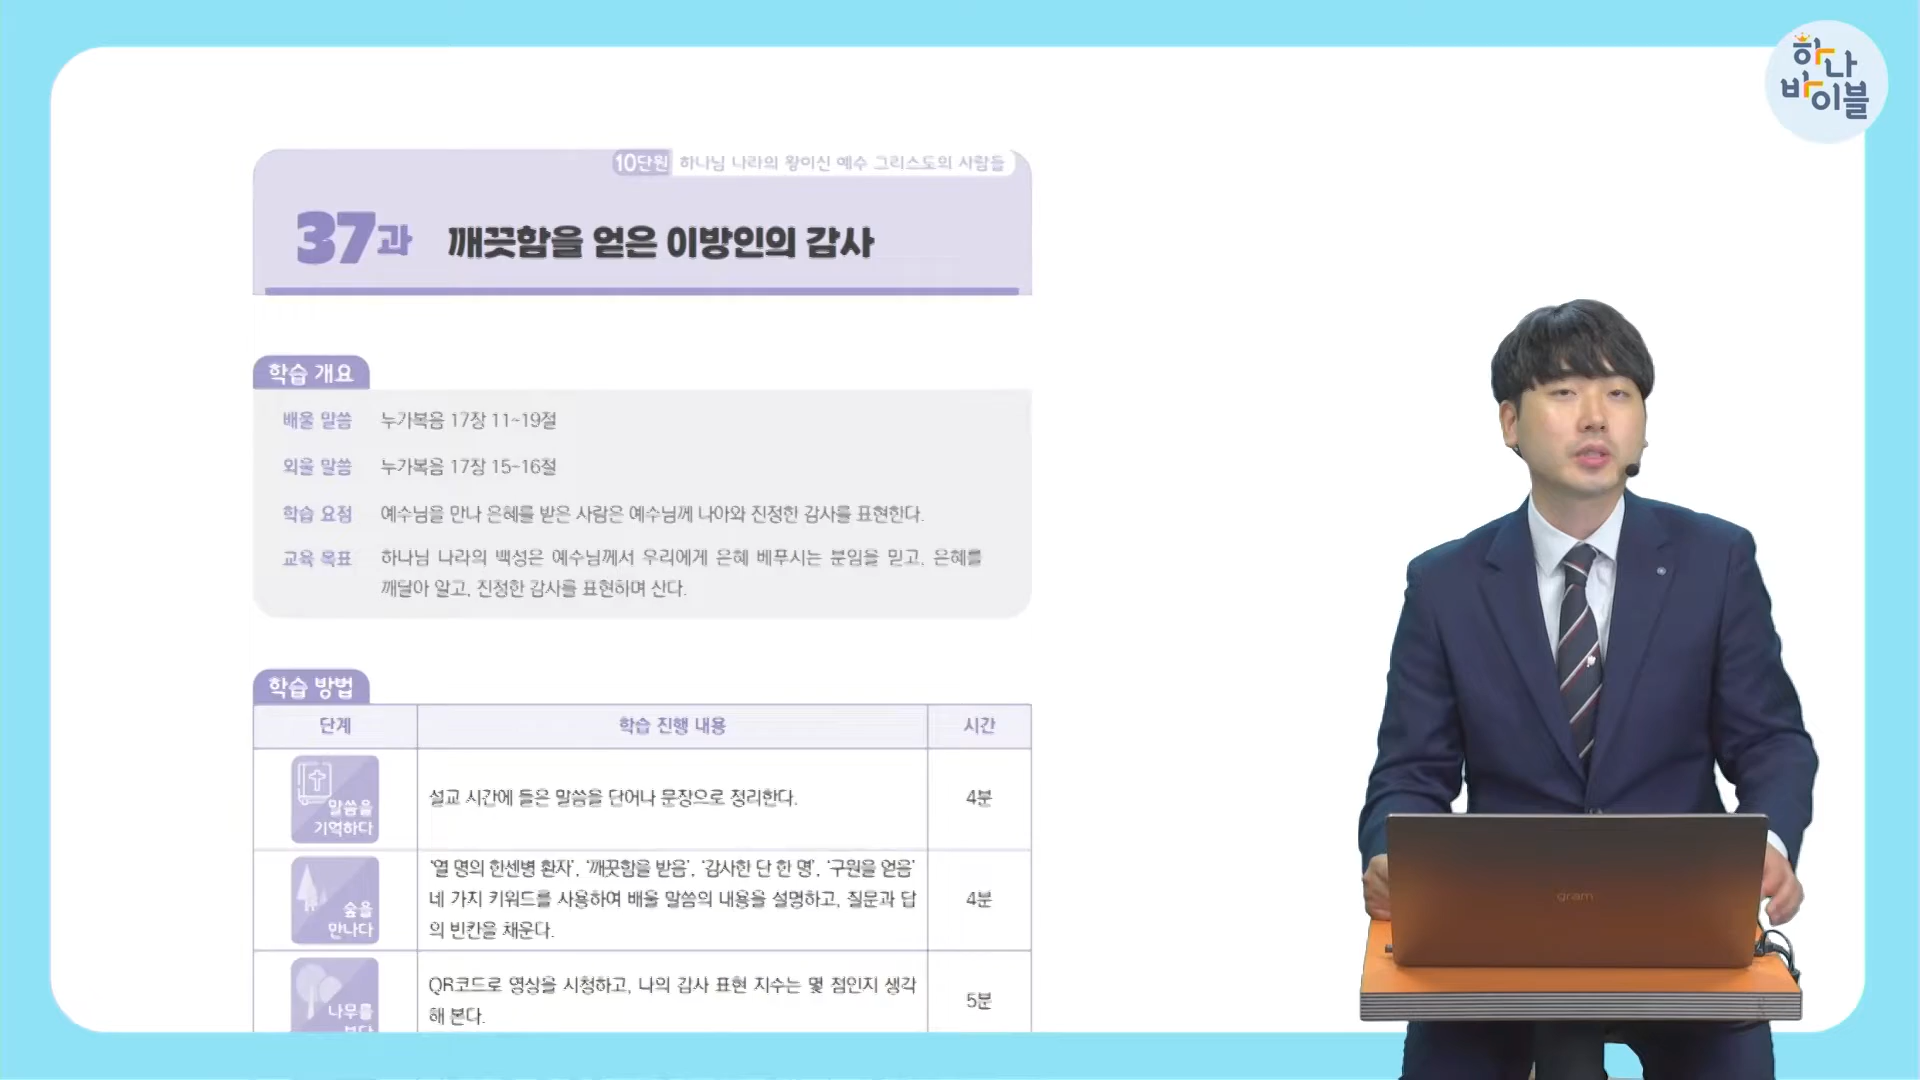 하나
바이블
10단원 하나님 나라의 왕이신 예수 그리스도의 사람들
37과 깨끗함을 얻은 이방인의 감사
학습 개요
배울 말씀 누가복음 17장 11~19절
외울 말씀 누가복음 17장 15-16절
학습 요점 예수님을 만나 은혜를 받은 사람은 예수님께 나아와 진정한 감사를 표현한다.
교육 목표 하나님 나라의 백성은 예수님께서 우리에게 은혜 베푸시는 분임을 믿고, 은혜를
깨달아 알고, 진정한 감사를 표현하며 산다.
학습 방법
단계 학습 진행 내용 시간
말씀을
기억하다
설교 시간에 들은 말씀을 단어나 문장으로 정리한다.
4분
숲을
만나다
'열 명의 한센병 환자', '깨끗함을 받음', '감사한 단 한 명', '구원을 얻음'
네 가지 키워드를 사용하여 배울 말씀의 내용을 설명하고, 질문과 답
의 빈칸을 채운다.
4분
나무를
QR코드로 영상을 시청하고, 나의 감사 표현 지수는 몇 점인지 생각
해 본다.
5분
gram